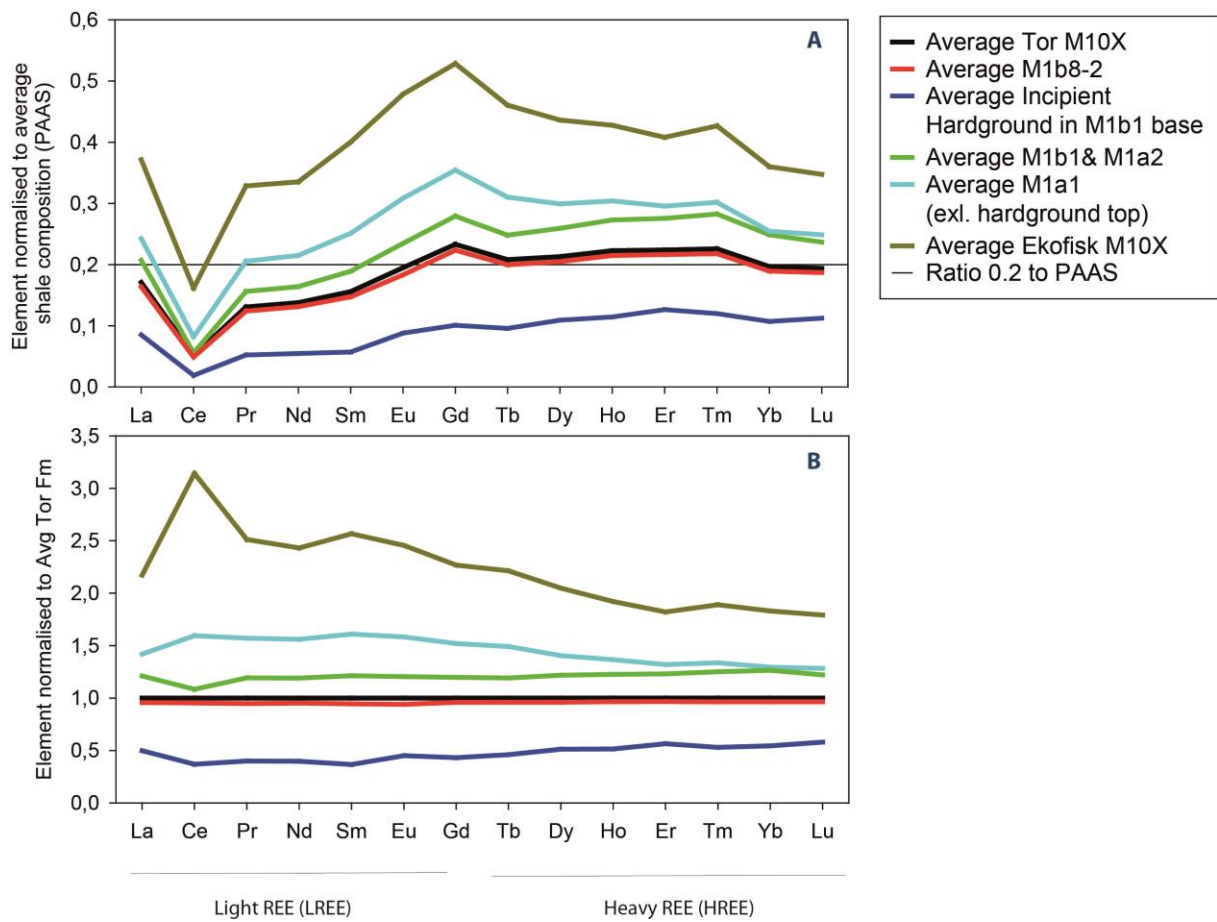 0,6
0,5
0,4
0,3
0,2
0,1
0,0
Element normalised to average
shale composition (PAAS)
A
La Ce Pr Nd Sm Eu Gd Tb Dy Ho Er Tm Yb Lu
Average Tor M10X
Average M1b8-2
Average Incipient
Hardground in M1b1 base
Average M1b1& M1a2
Average M1a1
(exl. hardground top)
Average Ekofisk M10X
Ratio 0.2 to PAAS
3,5
3,0
2,5
2,0
1,5
1,0
0,5
0,0
Element normalised to Avg Tor Fm
B
La Ce Pr Nd Sm Eu Gd Tb Dy Ho Er Tm Yb Lu
Light REE (LREE) Heavy REE (HREE)